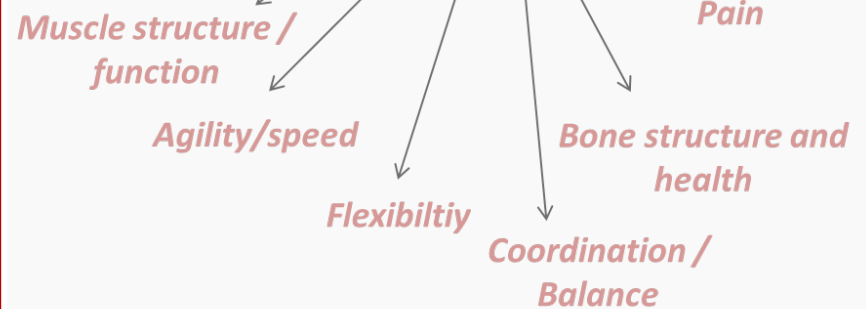 Pain
Muscle structure /
function
Agility/speed
Bone structure and
health
Flexibiltiy
Coordination /
Balance